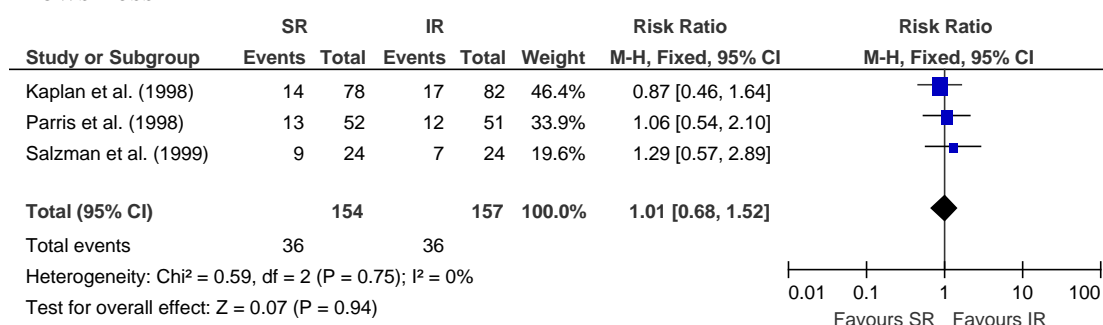 SR IR Risk Ratio Risk Ratio
Study or Subgroup Events Total Events Total Weight M-H, Fixed, 95% CI M-H, Fixed, 95% CI
Kaplan et al. (1998) 14 78 17 82 46.4% 0.87 [0.46, 1.64]
Parris et al. (1998) 13 52 12 51 33.9% 1.06 [0.54, 2.10]
Salzman et al. (1999) 9 24 7 24 19.6% 1.29 [0.57, 2.89]
Total (95% CI) 154 157 100.0% 1.01 [0.68, 1.52]
Total events 36 36
Heterogeneity: Chi² = 0.59, df = 2 (P = 0.75); I² = 0%
Test for overall effect: Z = 0.07 (P = 0.94)
0.01 0.1 1 10 100
Favours SR Favours IR